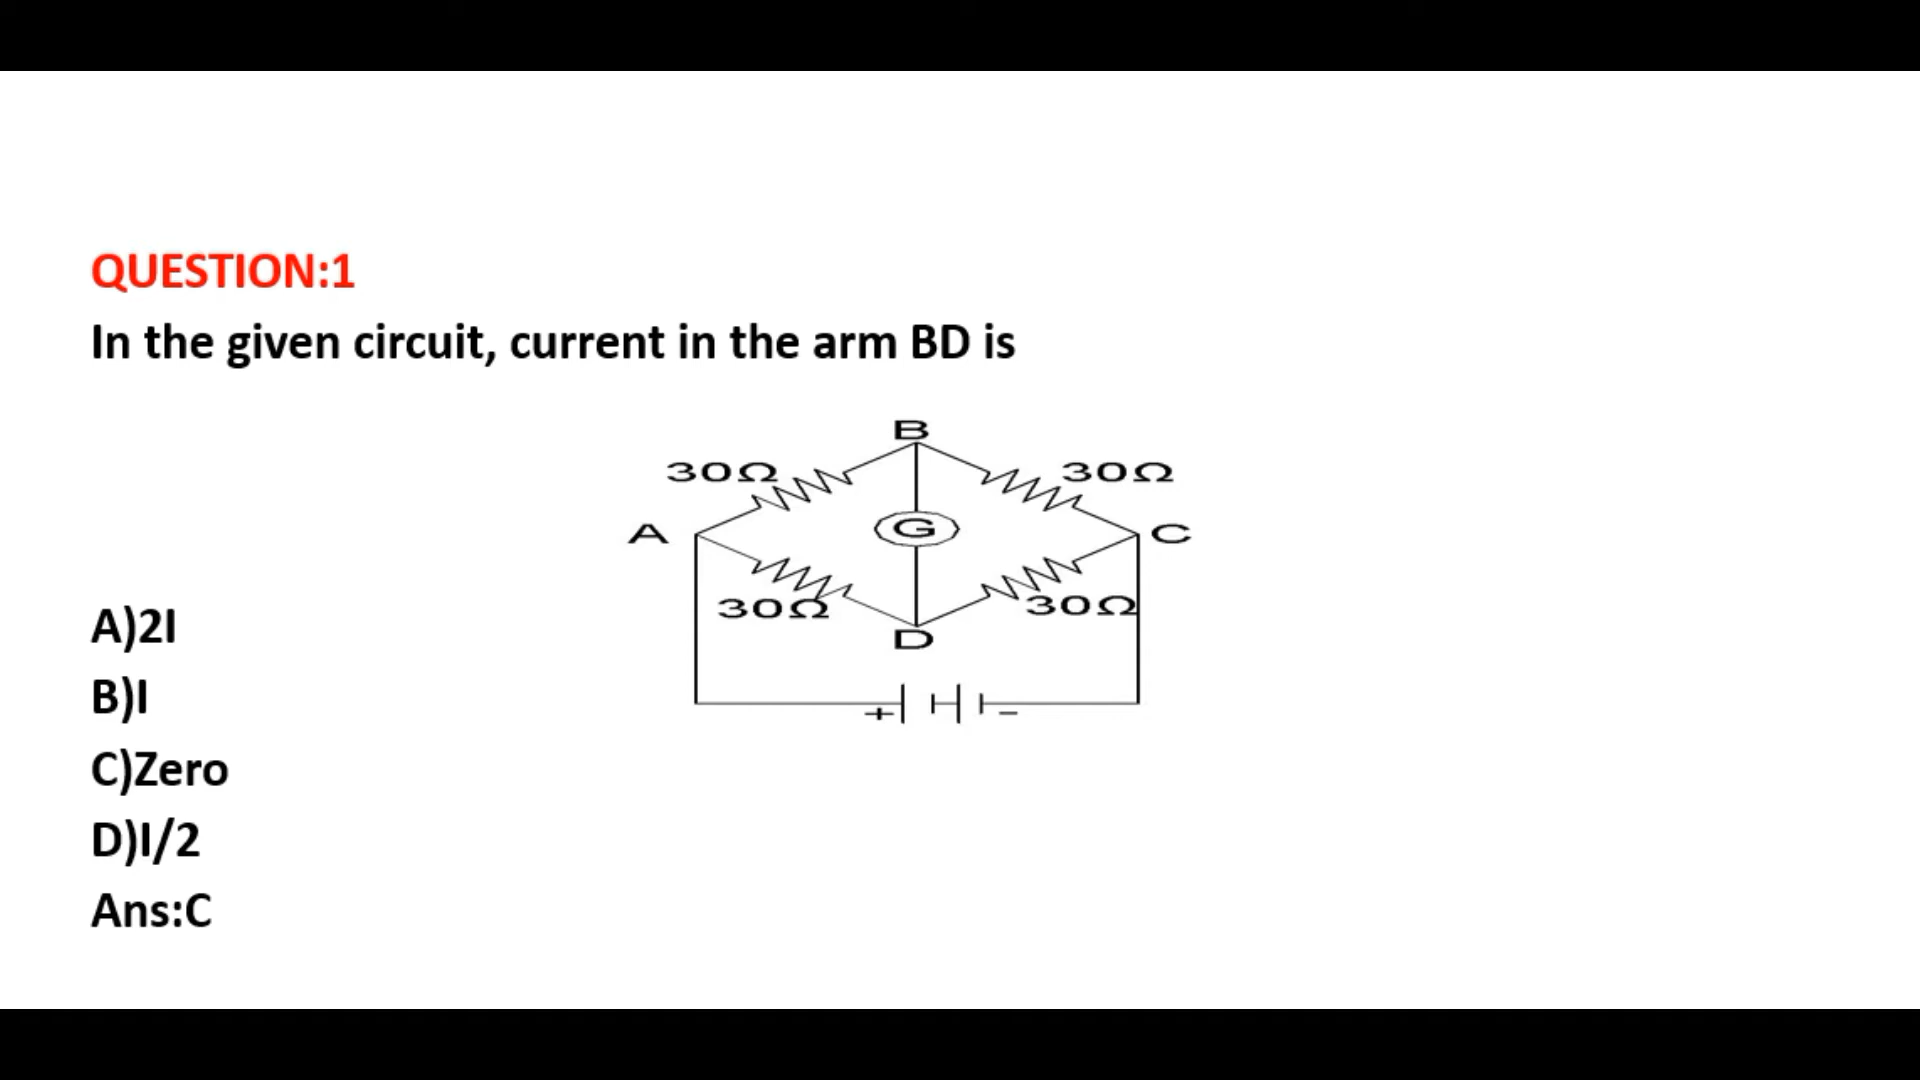 QUESTION:1
In the given circuit, current in the arm BD is
B
30Ω 30Ω
A G C
30Ω 30Ω
D
+ −
A)2I
B)I
C)Zero
D)I/2
Ans:C